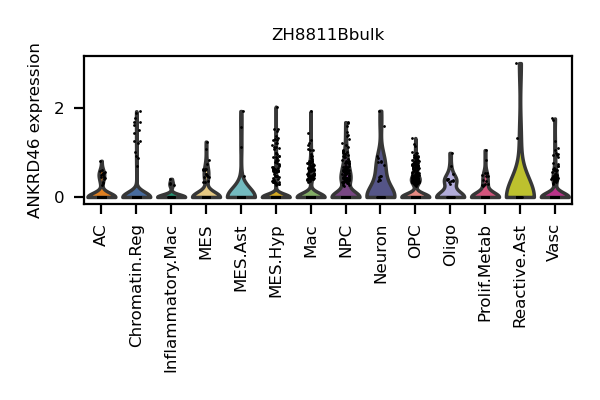 ZH8811Bbulk
ANKRD46 expression
2
0
AC
Chromatin.Reg
Inflammatory.Mac
MES
MES.Ast
MES.Hyp
Mac
NPC
Neuron
OPC
Oligo
Prolif.Metab
Reactive.Ast
Vasc